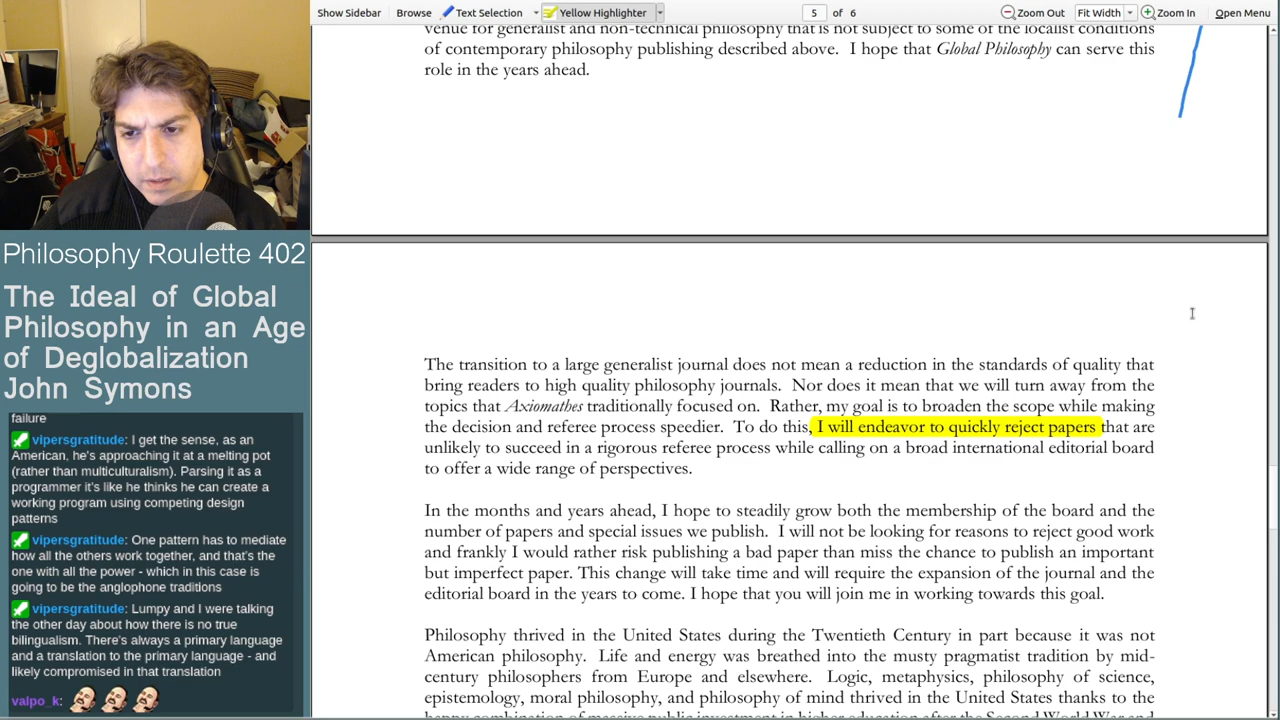 Show Sidebar Browse Text Selection Yellow Highlighter 5 of 6 Zoom Out Fit Width Zoom In Open Menu
venue for generalist and non-technical philosophy that is not subject to some of the localist conditions
of contemporary philosophy publishing described above. I hope that Global Philosophy can serve this
role in the years ahead.
Philosophy Roulette 402
The Ideal of Global
Philosophy in an Age
of Deglobalization
John Symons
failure
vipersgratitude: I get the sense, as an
American, he's approaching it at a melting pot
(rather than multiculturalism). Parsing it as a
programmer it's like he thinks he can create a
working program using competing design
patterns
vipersgratitude: One pattern has to mediate
how all the others work together, and that's the
one with all the power - which in this case is
going to be the anglophone traditions
vipersgratitude: Lumpy and I were talking
the other day about how there is no true
bilingualism. There's always a primary language
and a translation to the primary language - and
likely compromised in that translation
valpo_k:
The transition to a large generalist journal does not mean a reduction in the standards of quality that
bring readers to high quality philosophy journals. Nor does it mean that we will turn away from the
topics that Axiomathes traditionally focused on. Rather, my goal is to broaden the scope while making
the decision and referee process speedier. To do this, I will endeavor to quickly reject papers that are
unlikely to succeed in a rigorous referee process while calling on a broad international editorial board
to offer a wide range of perspectives.
In the months and years ahead, I hope to steadily grow both the membership of the board and the
number of papers and special issues we publish. I will not be looking for reasons to reject good work
and frankly I would rather risk publishing a bad paper than miss the chance to publish an important
but imperfect paper. This change will take time and will require the expansion of the journal and the
editorial board in the years to come. I hope that you will join me in working towards this goal.
Philosophy thrived in the United States during the Twentieth Century in part because it was not
American philosophy. Life and energy was breathed into the musty pragmatist tradition by mid-
century philosophers from Europe and elsewhere. Logic, metaphysics, philosophy of science,
epistemology, moral philosophy, and philosophy of mind thrived in the United States thanks to the
happy combination of massive public investment in higher education after the Second World War and